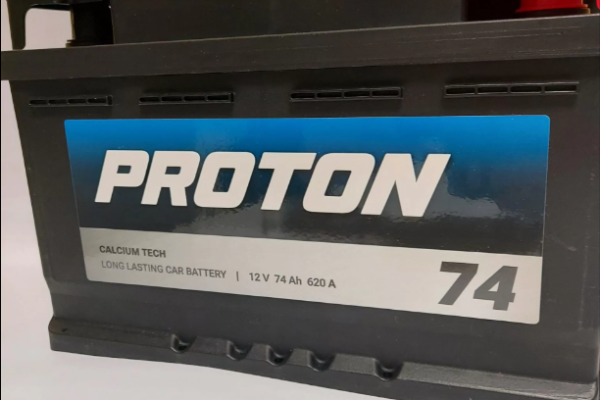 PROTON
CALCIUM TECH
LONG LASTING CAR BATTERY | 12 V 74 Ah 620 A
74